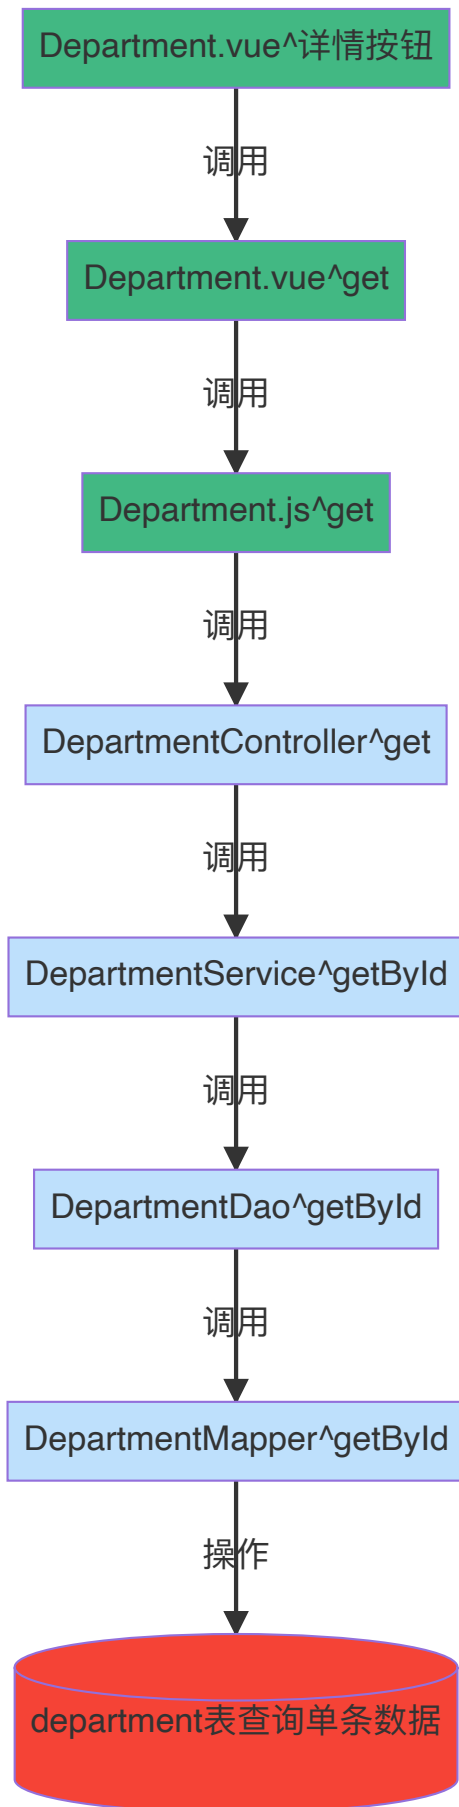 Department.vue^详情按钮
调用
Department.vue^get
调用
Department.js^get
调用
DepartmentController^get
调用
DepartmentService^getById
调用
DepartmentDao^getById
调用
DepartmentMapper^getById
操作
department表查询单条数据